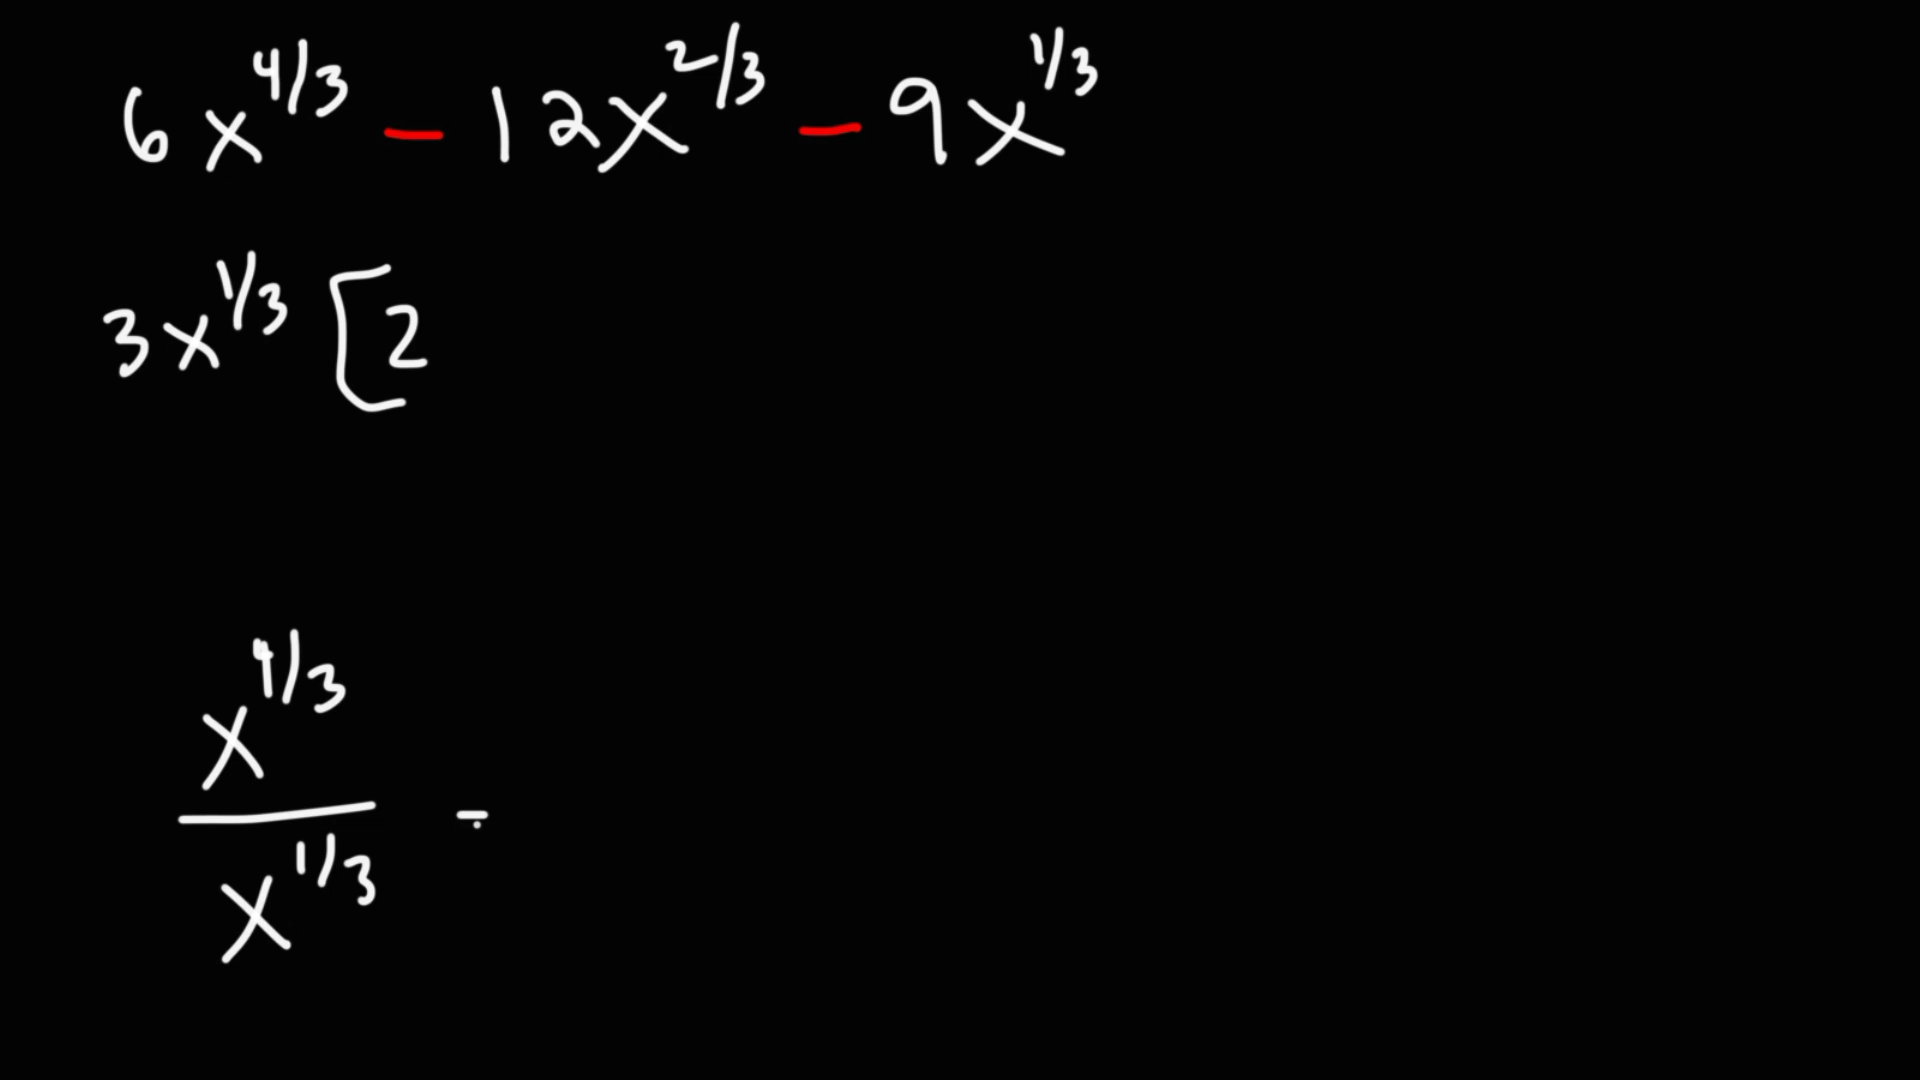 6x^{4/3} - 12x^{2/3} - 9x^{1/3}
3x^{1/3} [2
x^{4/3} / x^{1/3} =